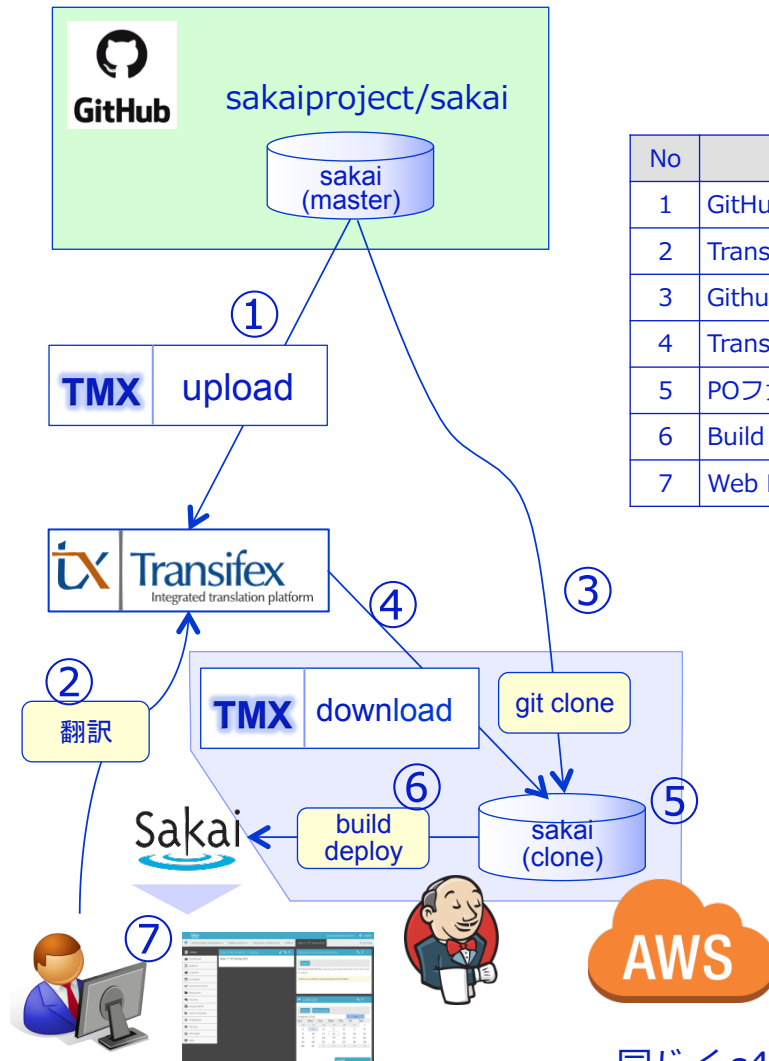 GitHub
sakaiproject/sakai
sakai
(master)
No
1 GitHu
2 Trans
3 Githu
4 Trans
5 POフ
6 Build
7 Web
①
TMX upload
tx Transifex
Integrated translation platform
③
④
②
翻訳
TMX download
git clone
⑥
⑤
Sakai
build
deploy
sakai
(clone)
⑦
AWS